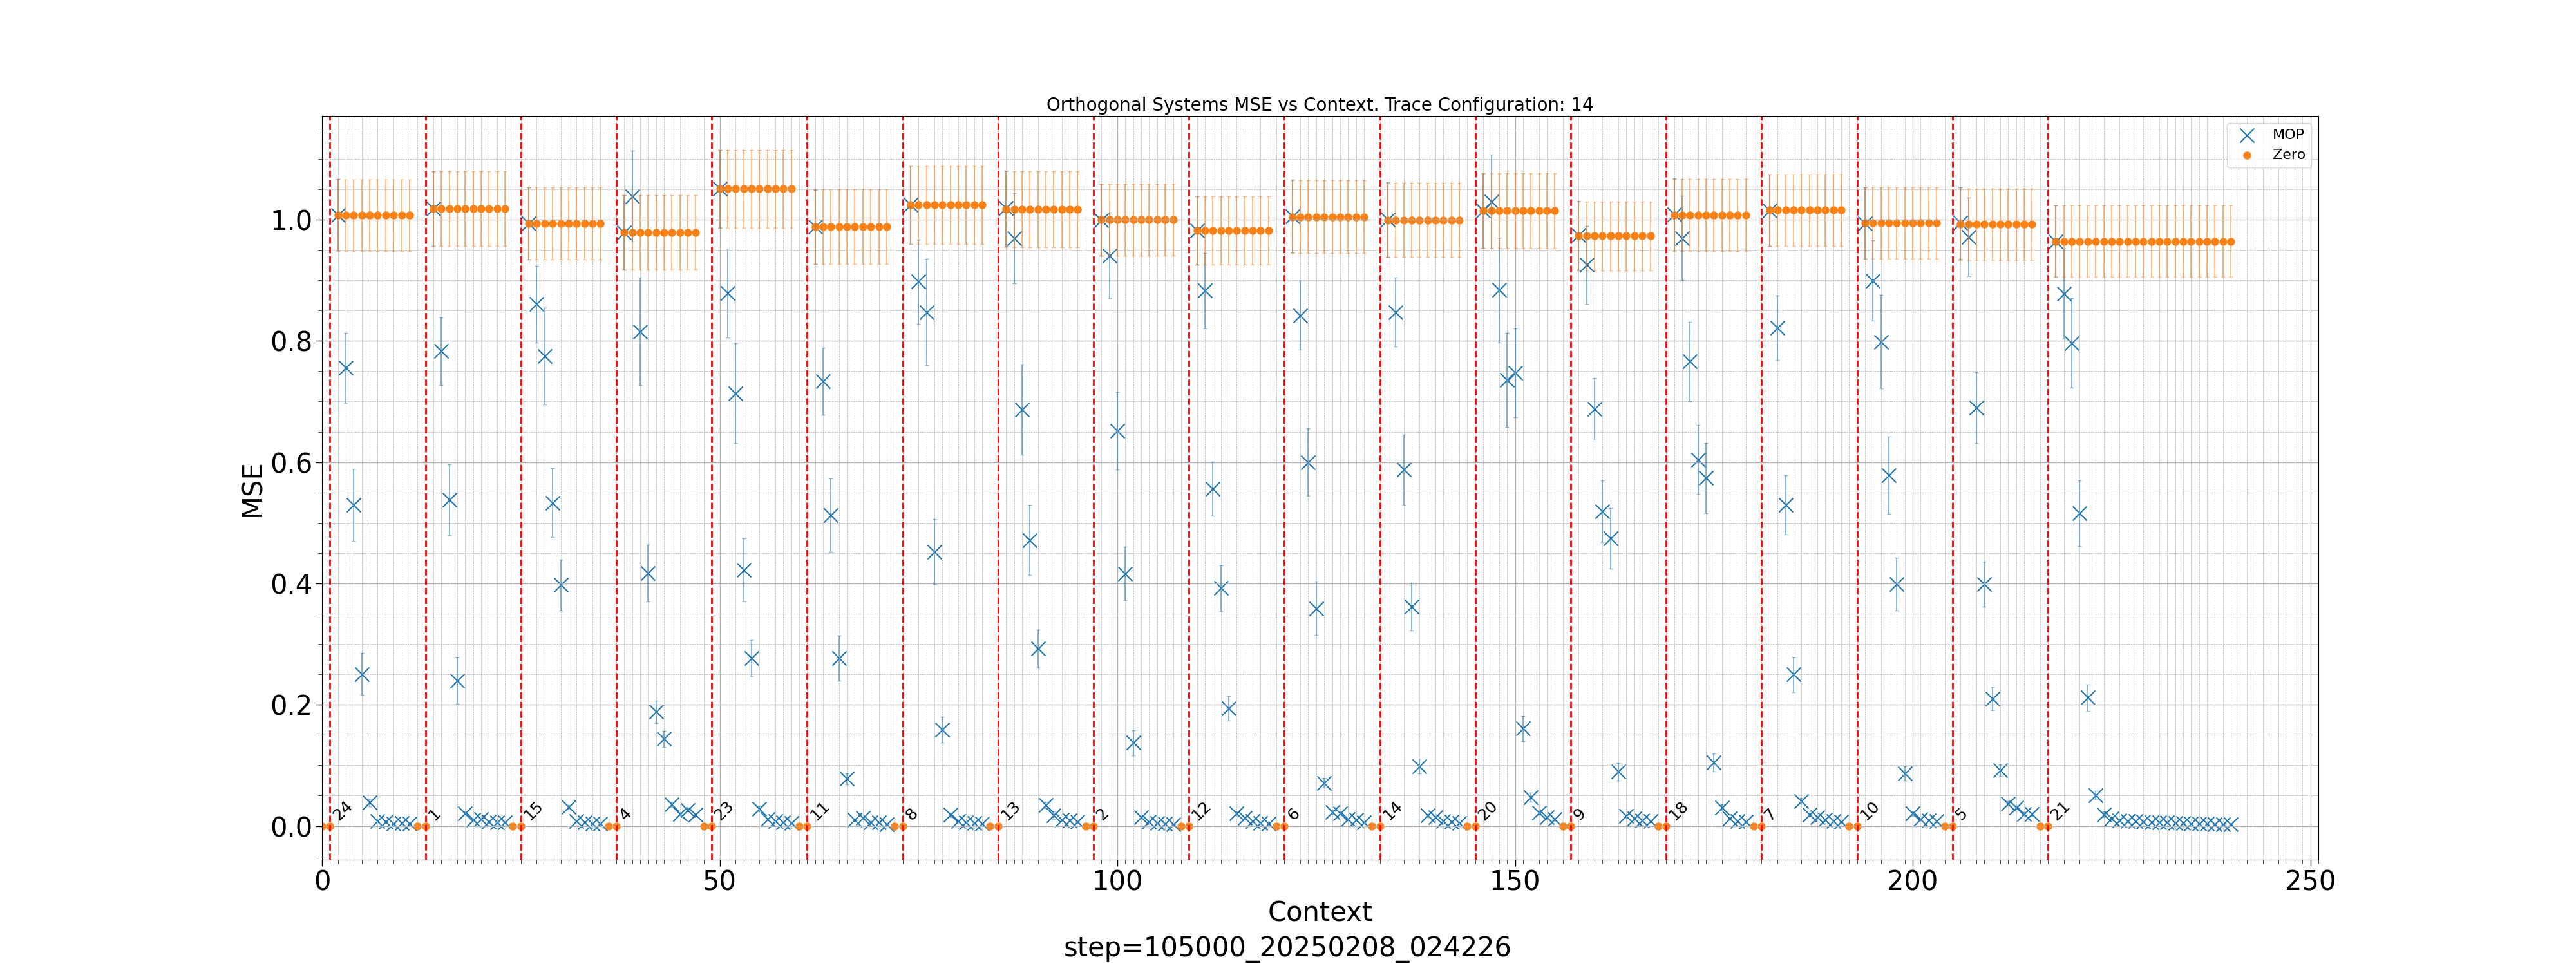 Orthogonal Systems MSE vs Context. Trace Configuration: 14
MOP
Zero
MSE
1.0
0.8
0.6
0.4
0.2
0.0
24 1 15 4 23 11 8 13 2 12 6 14 20 9 18 7 10 5 21
0 50 100 150 200 250
Context
step=105000_20250208_024226